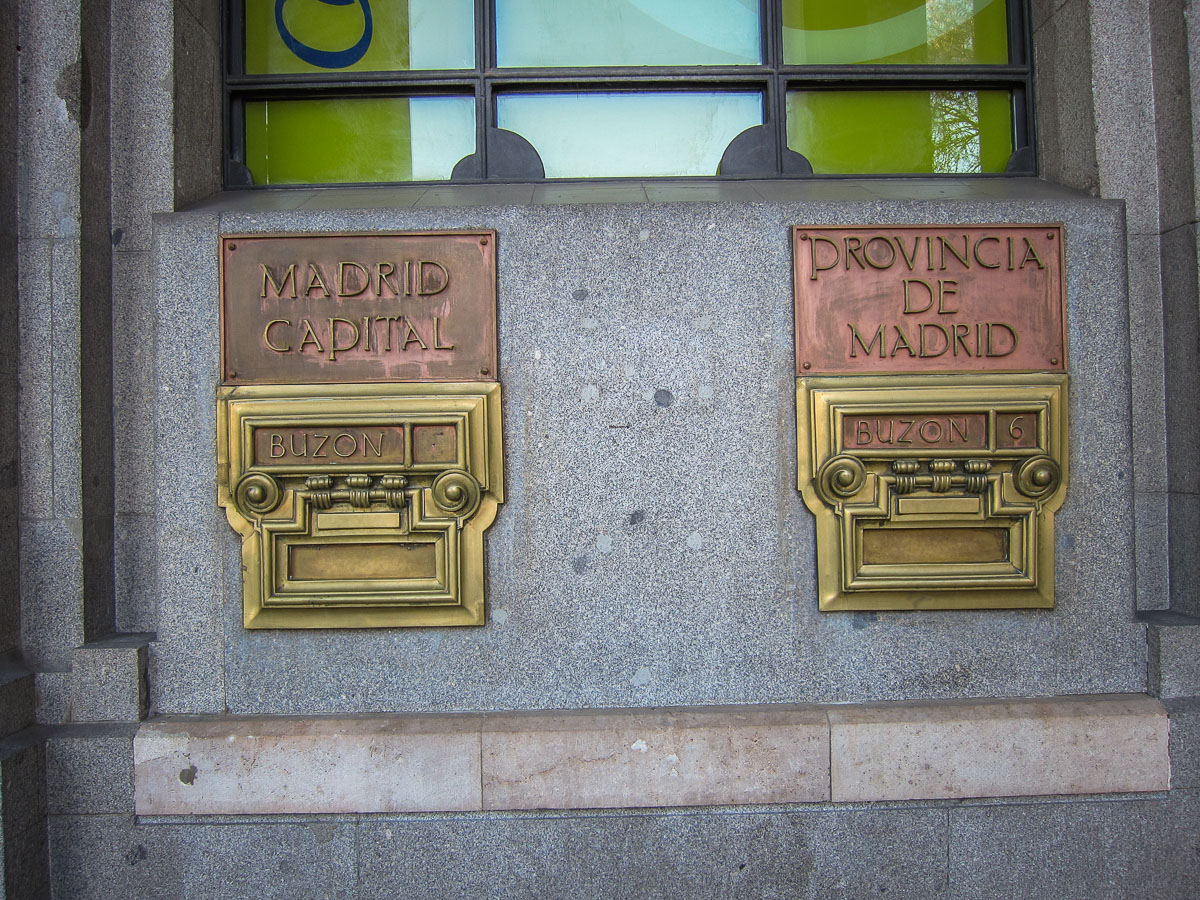 MADRID
CAPITAL
BUZON
PROVINCIA
DE
MADRID
BUZON 6